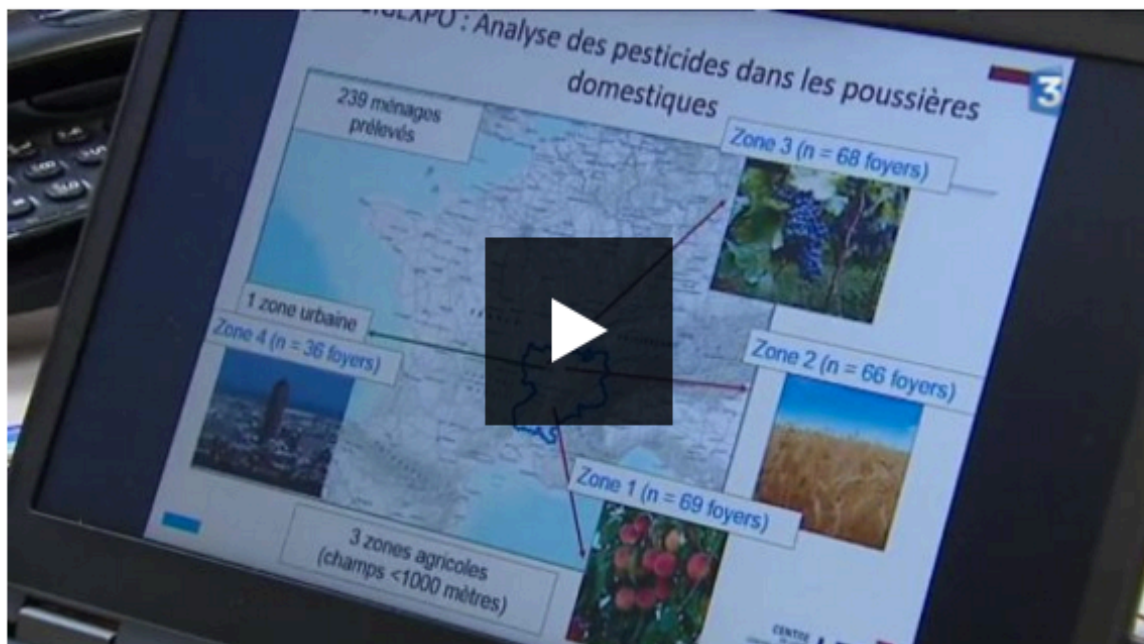 : Analyse des pesticides dans les poussières
domestiques
3
239 ménages
prélevés
Zone 3 (n = 68 foyers)
1 zone urbaine
Zone 4 (n = 36 foyers)
Zone 2 (n = 66 foyers)
Zone 1 (n = 69 foyers)
3 zones agricoles
(champs <1000 mètres)
CENTRE